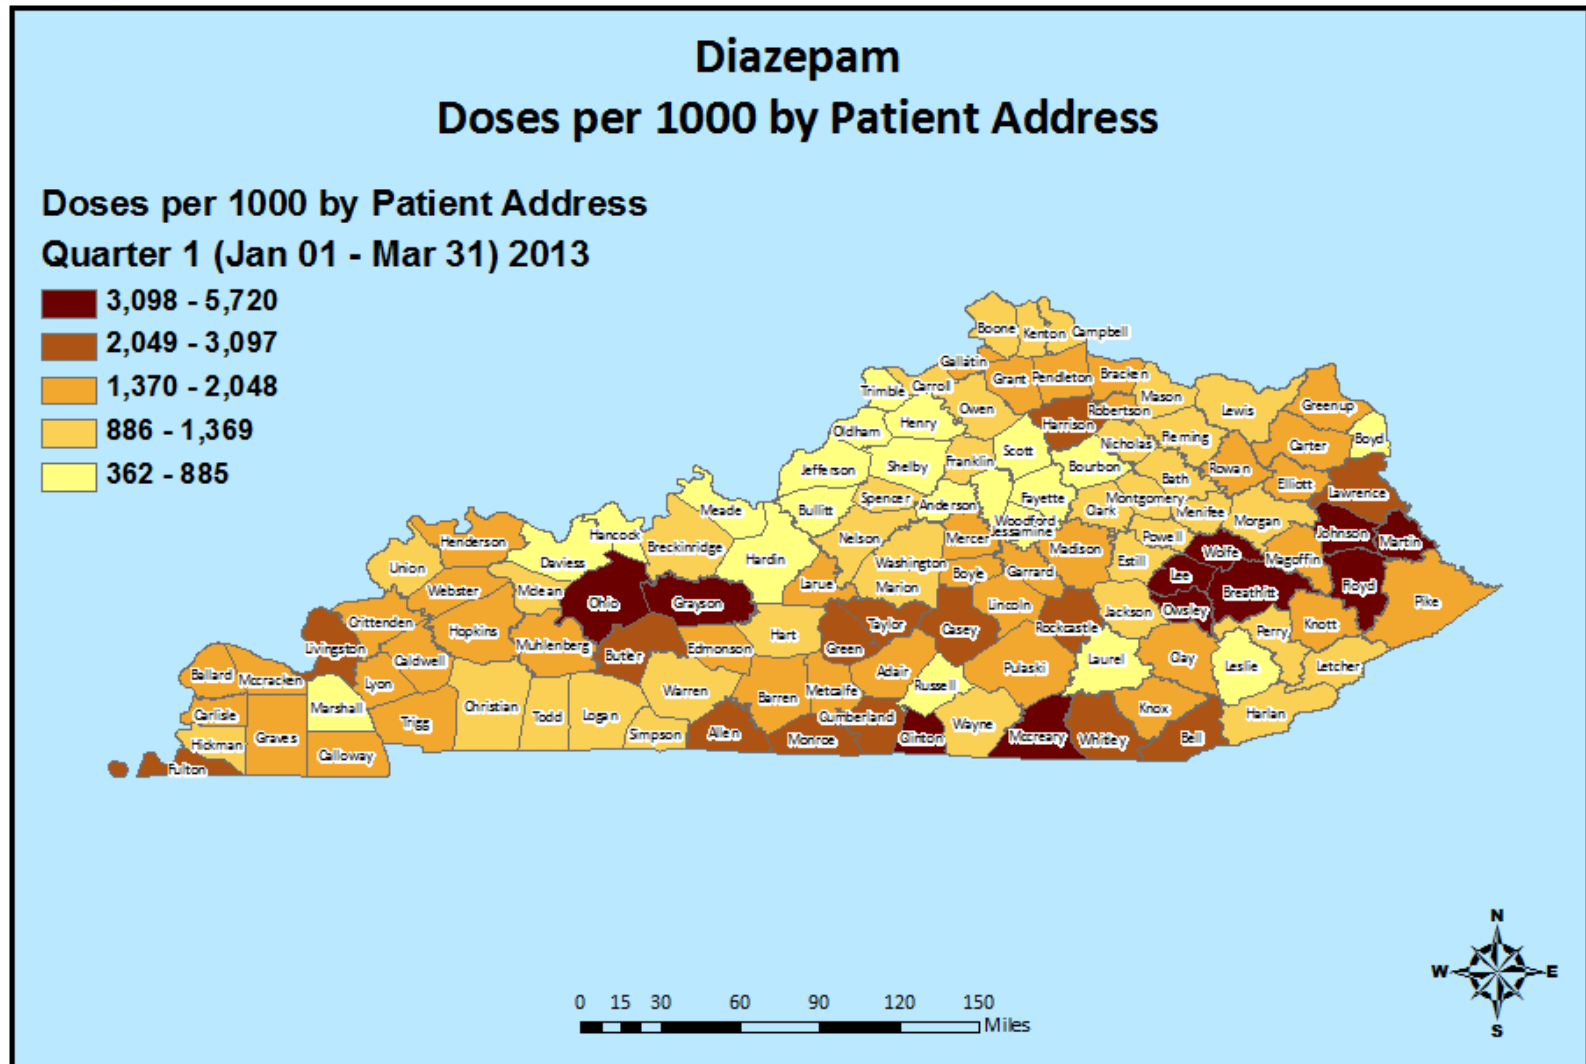 Diazepam
Doses per 1000 by Patient Address
Doses per 1000 by Patient Address
Quarter 1 (Jan 01 - Mar 31) 2013
3,098 - 5,720
2,049 - 3,097
1,370 - 2,048
886 - 1,369
362 - 885
Boone
Kenton
Campbell
Gallatin
Grant
Pendleton
Bracken
Trimble
Carroll
Owen
Mason
Lewis
Greenup
Robertson
Harrison
Henry
Oldham
Scott
Nicholas
Fleming
Carter
Boyd
Jefferson
Shelby
Franklin
Bourbon
Bath
Rowan
Elliott
Lawrence
Meade
Bullitt
Spencer
Anderson
Fayette
Woodford
Jessamine
Clark
Montgomery
Menifee
Morgan
Johnson
Martin
Henderson
Hancock
Daviess
Breckinridge
Hardin
Nelson
Washington
Mercer
Madison
Estill
Powell
Wolfe
Magoffin
Union
Webster
Mclean
Ohio
Grayson
Larue
Marion
Boyle
Garrard
Lee
Breathitt
Floyd
Pike
Crittenden
Hopkins
Muhlenberg
Butler
Edmonson
Hart
Green
Taylor
Casey
Lincoln
Rockcastle
Jackson
Owsley
Perry
Knott
Livingston
Caldwell
Lyon
Ballard
Mccracken
Marshall
Trigg
Christian
Todd
Logan
Warren
Simpson
Allen
Barren
Metcalfe
Adair
Russell
Pulaski
Laurel
Clay
Leslie
Letcher
Carlisle
Hickman
Graves
Calloway
Fulton
Monroe
Cumberland
Clinton
Wayne
Mccreary
Whitley
Knox
Bell
Harlan
N
W
E
S
0 15 30 60 90 120 150
Miles